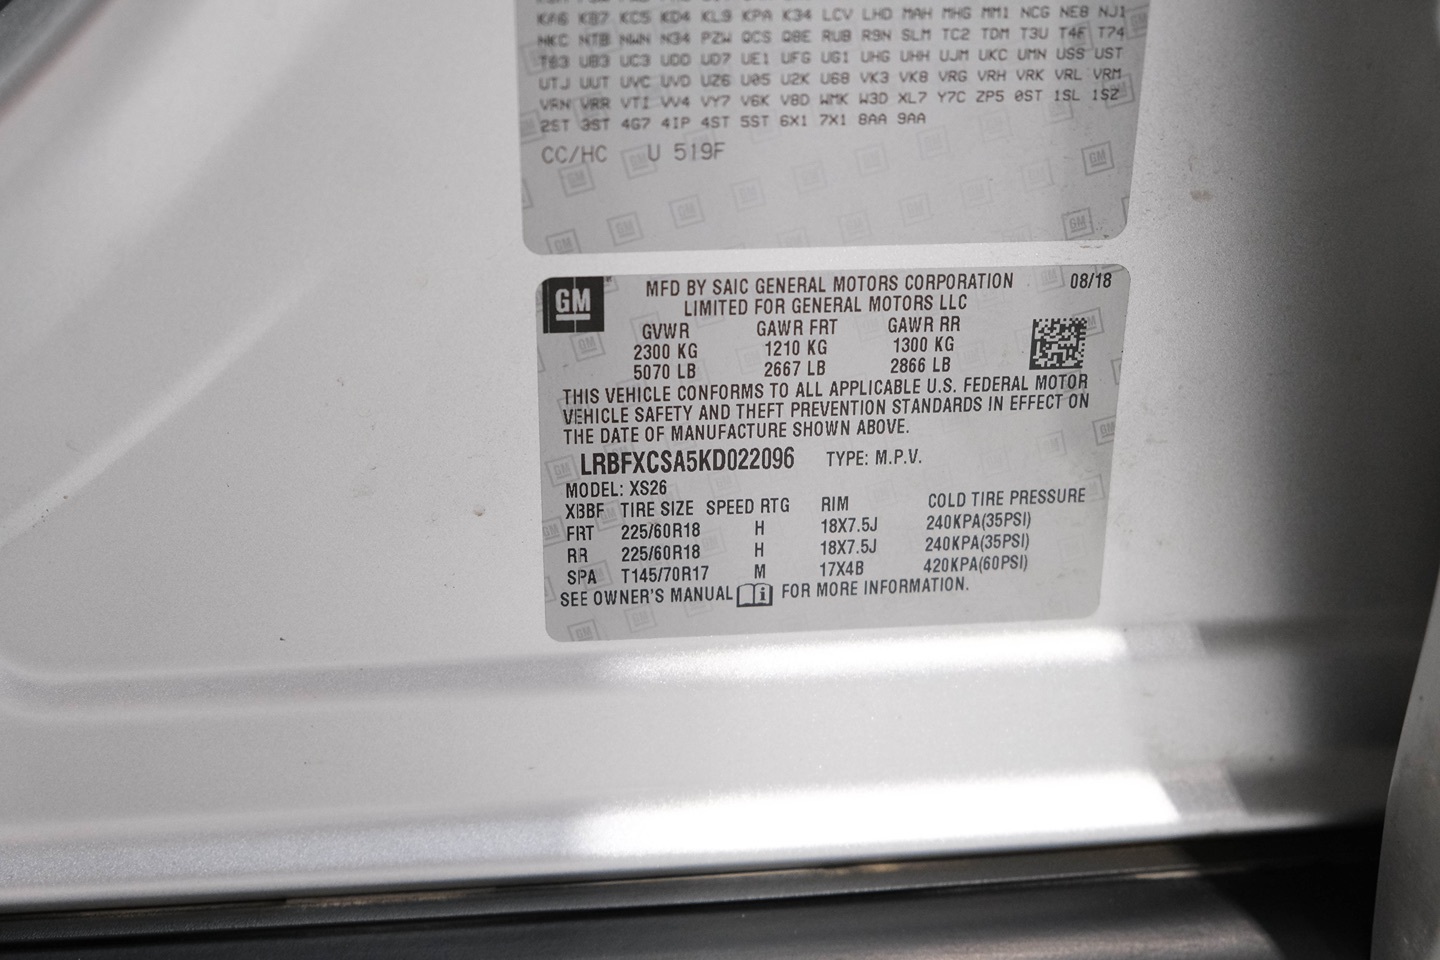 KA6 KB7 KC5 KD4 KL9 KPA K34 LCV LHD MAH MHG MM1 NCG NE8 NJ1
NKC NTB NWN N34 PZW QCS Q8E RU8 R9N SLM TC2 TDM T3U T4F T74
T83 UB3 UC3 UDD UD7 UE1 UFG UG1 UHG UHH UJM UKC UMN USS UST
UTJ UUT UVC UVD UZ6 U05 U2K U68 VK3 VK8 VRG VRH VRK VRL VRM
VRN VRR VT1 VV4 VY7 V6K V8D WMK W3D XL7 Y7C ZP5 0ST 1SL 1SZ
2ST 3ST 4G7 41P 4ST 5ST 6X1 7X1 8AA 9AA
CC/HC U 519F
GM
MFD BY SAIC GENERAL MOTORS CORPORATION 08/18
LIMITED FOR GENERAL MOTORS LLC
GVWR GAWR FRT GAWR RR
2300 KG 1210 KG 1300 KG
5070 LB 2667 LB 2866 LB
THIS VEHICLE CONFORMS TO ALL APPLICABLE U.S. FEDERAL MOTOR
VEHICLE SAFETY AND THEFT PREVENTION STANDARDS IN EFFECT ON
THE DATE OF MANUFACTURE SHOWN ABOVE.
LRBFXCSA5KD022096 TYPE: M.P.V.
MODEL: XS26
XBBF TIRE SIZE SPEED RTG RIM COLD TIRE PRESSURE
FRT 225/60R18 H 18X7.5J 240KPA(35PSI)
RR 225/60R18 H 18X7.5J 240KPA(35PSI)
SPA T145/70R17 M 17X4B 420KPA(60PSI)
SEE OWNER'S MANUAL i FOR MORE INFORMATION.